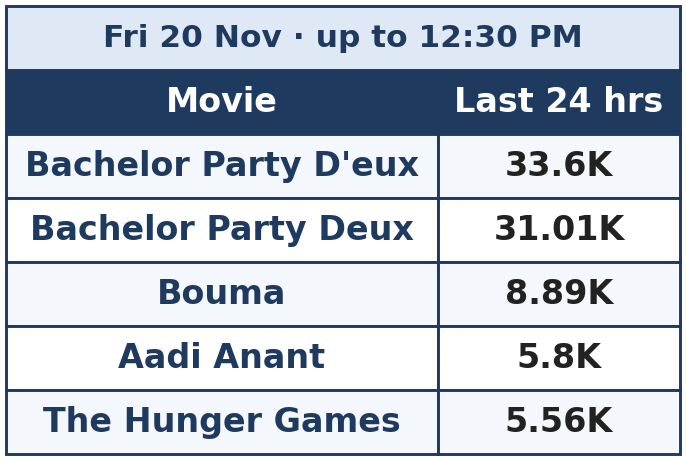 Fri 20 Nov · up to 12:30 PM
Movie Last 24 hrs
Bachelor Party D'eux 33.6K
Bachelor Party Deux 31.01K
Bouma 8.89K
Aadi Anant 5.8K
The Hunger Games 5.56K